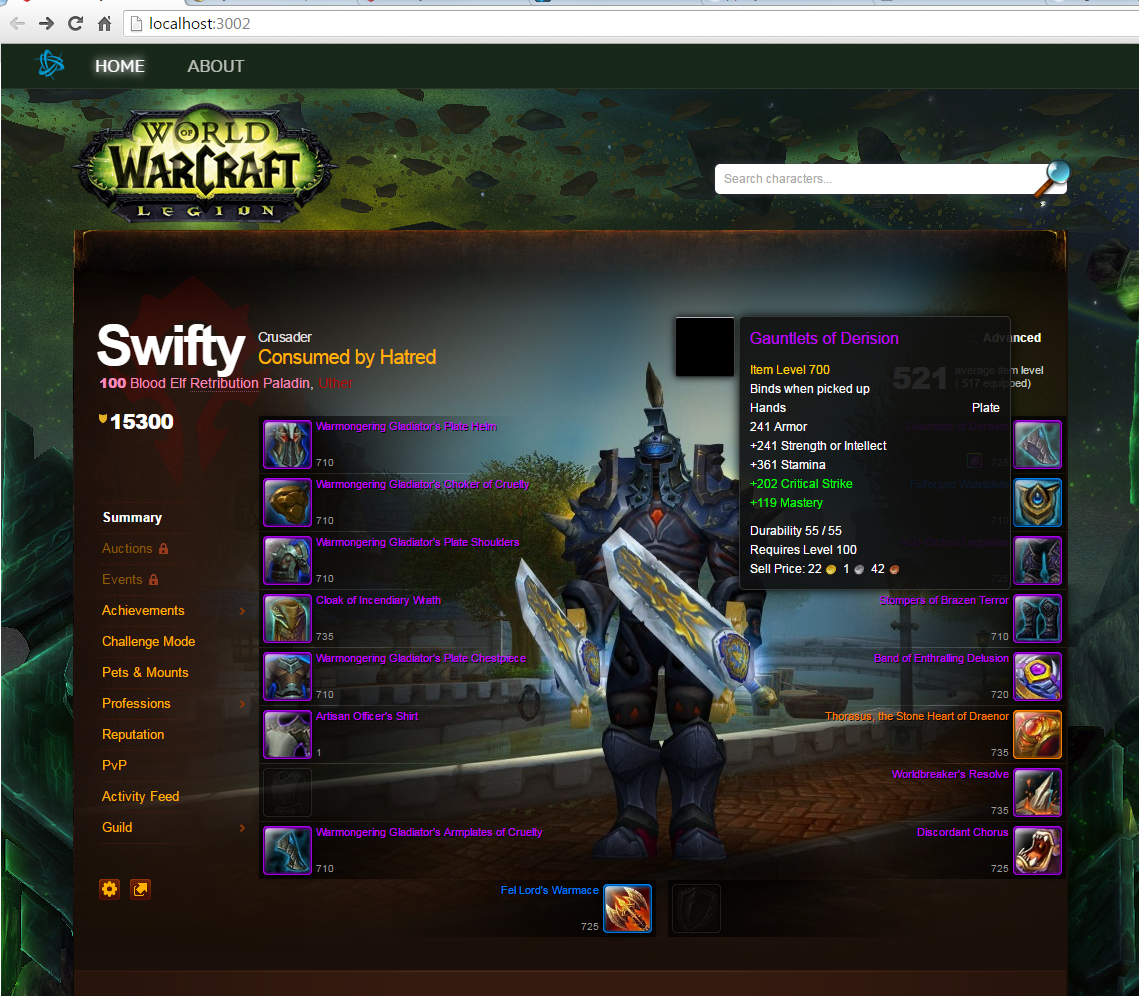 localhost:3002
HOME ABOUT
WORLD OF
WARCRAFT
LEGION
Search characters...
Swifty
Crusader
Consumed by Hatred
100 Blood Elf Retribution Paladin, Uther
15300
Advanced
521 average item level
( 517 equipped)
Gauntlets of Derision
Item Level 700
Binds when picked up
Hands Plate
241 Armor
+241 Strength or Intellect
+361 Stamina
+202 Critical Strike
+119 Mastery
Durability 55 / 55
Requires Level 100
Sell Price: 22 1 42
Summary
Auctions
Events
Achievements
Challenge Mode
Pets & Mounts
Professions
Reputation
PvP
Activity Feed
Guild
Warmongering Gladiator's Plate Helm
710
Warmongering Gladiator's Choker of Cruelty
710
Warmongering Gladiator's Plate Shoulders
710
Cloak of Incendiary Wrath
735
Warmongering Gladiator's Plate Chestpiece
710
Artisan Officer's Shirt
1
Warmongering Gladiator's Armplates of Cruelty
710
Gauntlets of Derision
725
Felforged Waistplate
710
725
Stompers of Brazen Terror
710
Band of Enthralling Delusion
720
Thorasus, the Stone Heart of Draenor
735
Worldbreaker's Resolve
735
Discordant Chorus
725
Fel Lord's Warmace
725